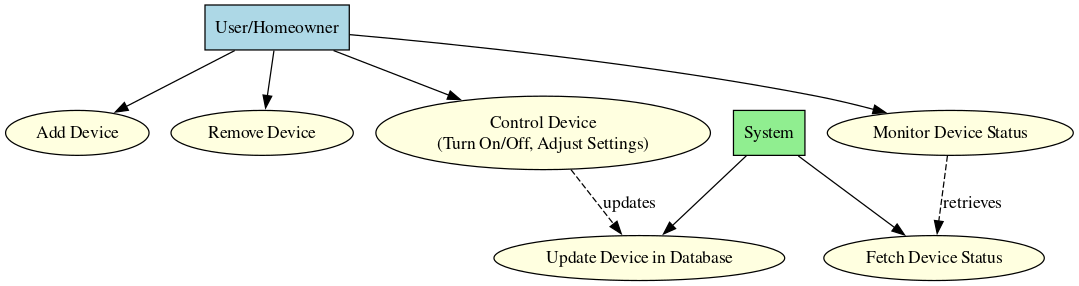 User/Homeowner
Add Device
Remove Device
Control Device
(Turn On/Off, Adjust Settings)
System
Monitor Device Status
updates
retrieves
Update Device in Database
Fetch Device Status